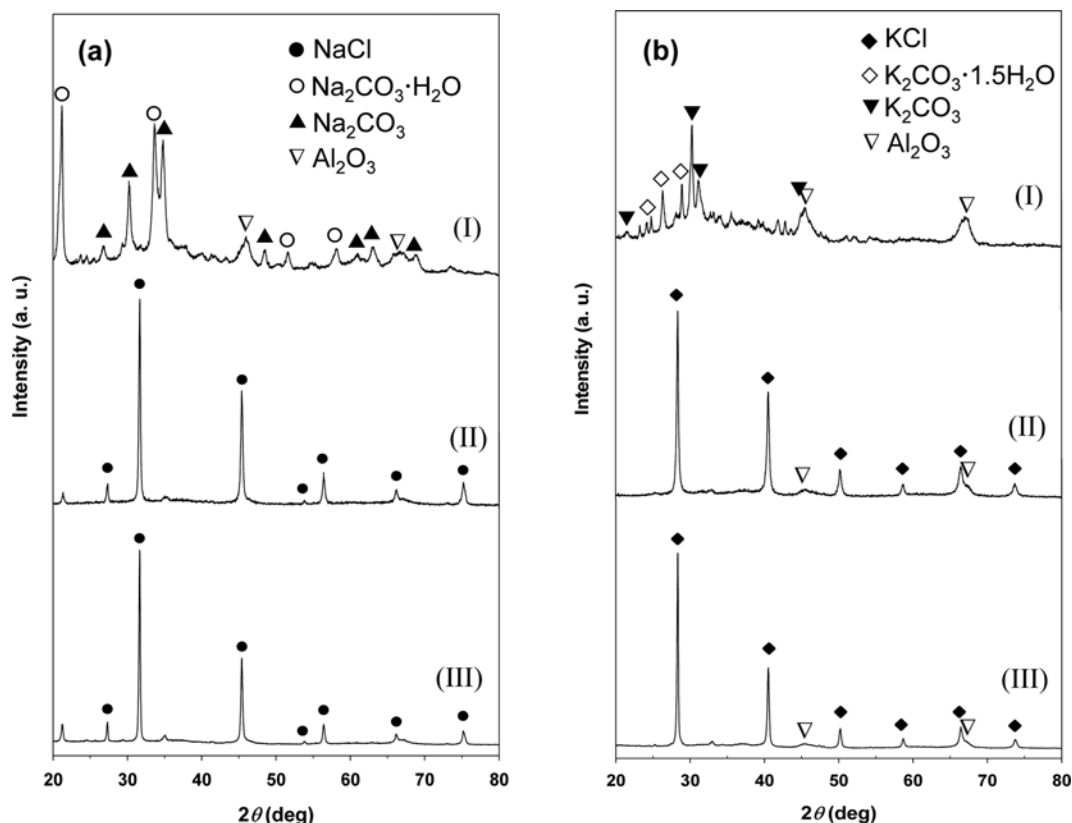 (a)
● NaCl
○ Na₂CO₃·H₂O
▲ Na₂CO₃
▽ Al₂O₃
(I)
(II)
(III)
Intensity (a. u.)
20 30 40 50 60 70 80
2θ (deg)
(b)
◆ KCl
◇ K₂CO₃·1.5H₂O
▼ K₂CO₃
▽ Al₂O₃
(I)
(II)
(III)
Intensity (a. u.)
20 30 40 50 60 70 80
2θ (deg)